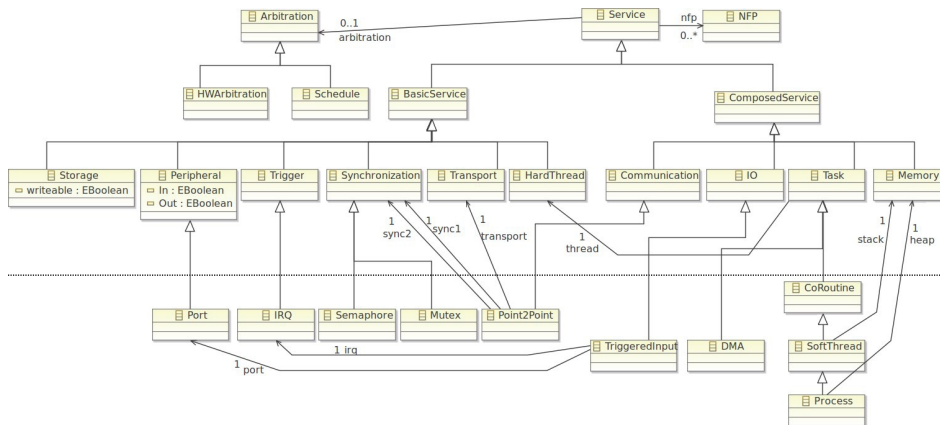 Arbitration
Service
NFP
0..1
arbitration
nfp
0..*
HWArbitration
Schedule
BasicService
ComposedService
Storage
writeable : EBoolean
Peripheral
In : EBoolean
Out : EBoolean
Trigger
Synchronization
Transport
HardThread
Communication
IO
Task
Memory
1
sync2
1
sync1
1
transport
1
thread
1
stack
1
heap
CoRoutine
Port
IRQ
Semaphore
Mutex
Point2Point
TriggeredInput
DMA
SoftThread
1 irq
1 port
Process